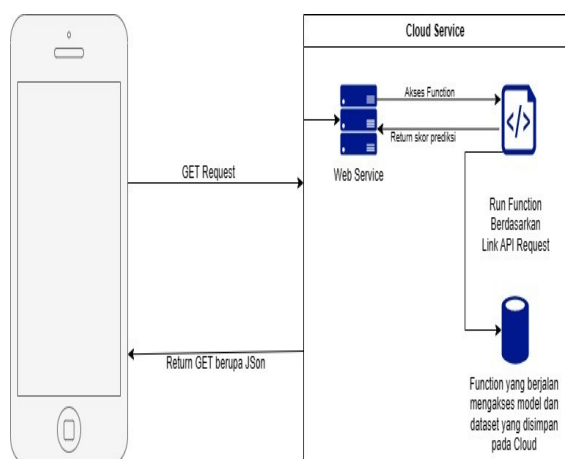 Cloud Service
Akses Function
Return skor prediksi
Web Service
GET Request
Run Function
Berdasarkan
Link API Request
Return GET berupa JSon
Function yang berjalan
mengakses model dan
dataset yang disimpan
pada Cloud